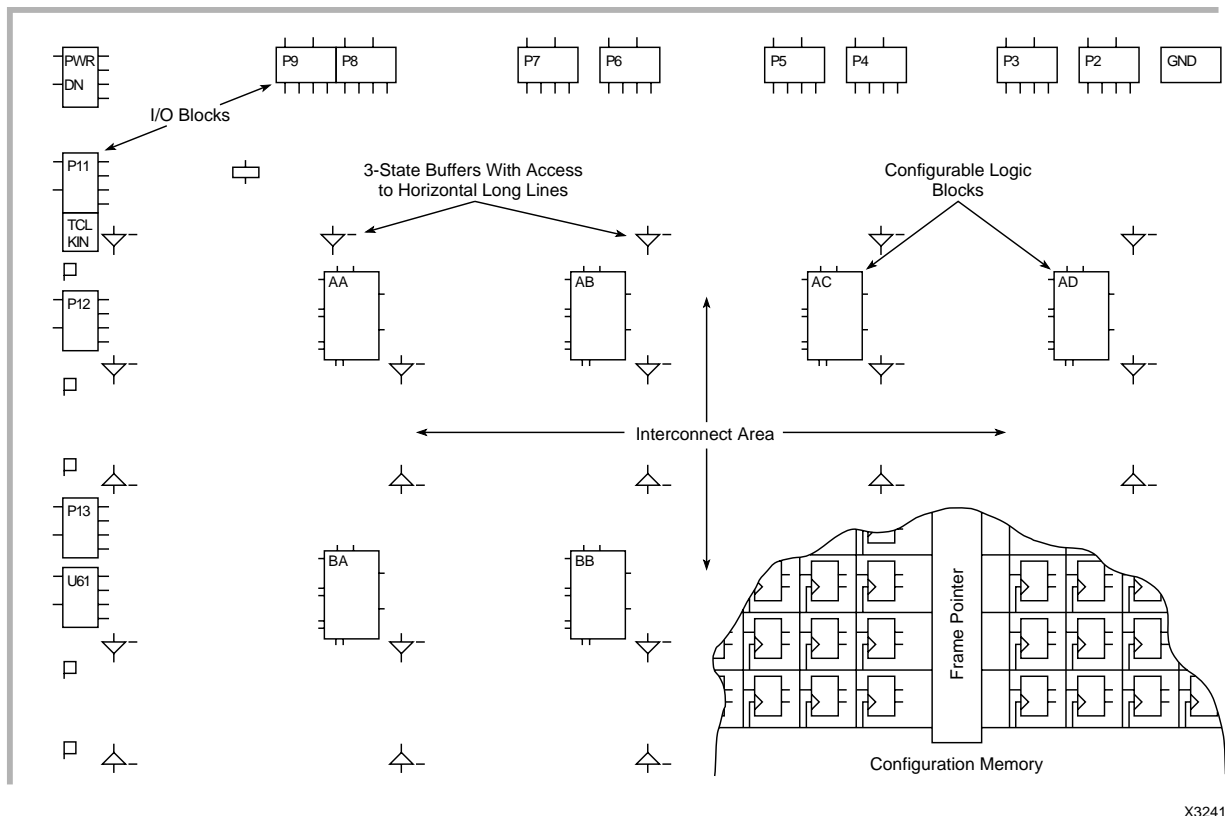 PWR
DN
P9
P8
P7
P6
P5
P4
P3
P2
GND
I/O Blocks
P11
3-State Buffers With Access
to Horizontal Long Lines
Configurable Logic
Blocks
TCL
KIN
AA
AB
AC
AD
P12
Interconnect Area
P13
BA
BB
U61
Frame Pointer
Configuration Memory
X3241